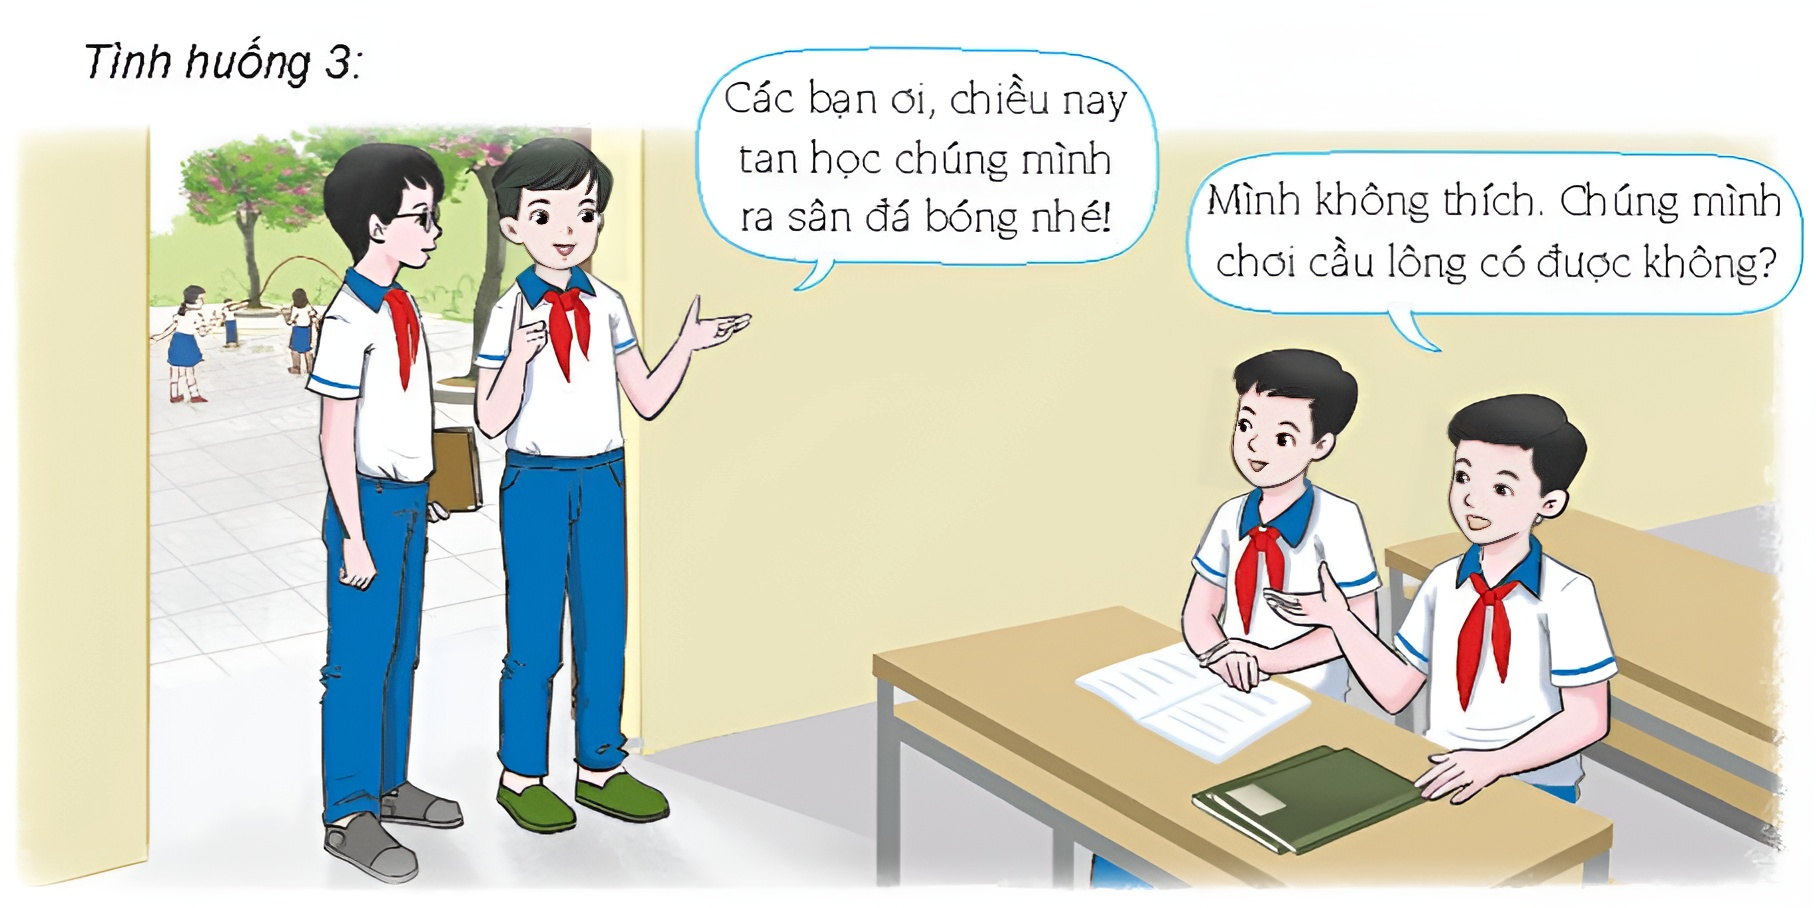 Tình huống 3:
Các bạn ơi, chiều nay
tan học chúng mình
ra sân đá bóng nhé!
Mình không thích. Chúng mình
chơi cầu lông có được không?